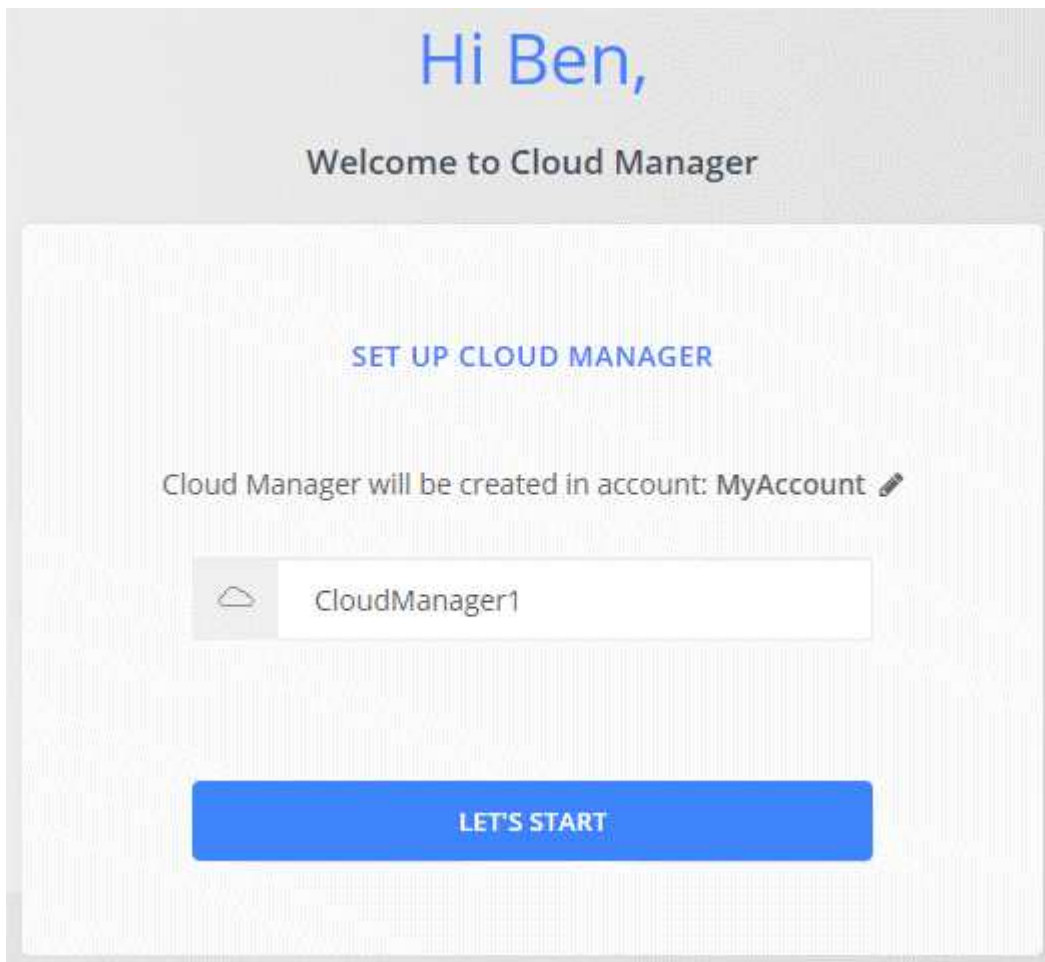 Hi Ben,
Welcome to Cloud Manager
SET UP CLOUD MANAGER
Cloud Manager will be created in account: MyAccount
CloudManager1
LET'S START